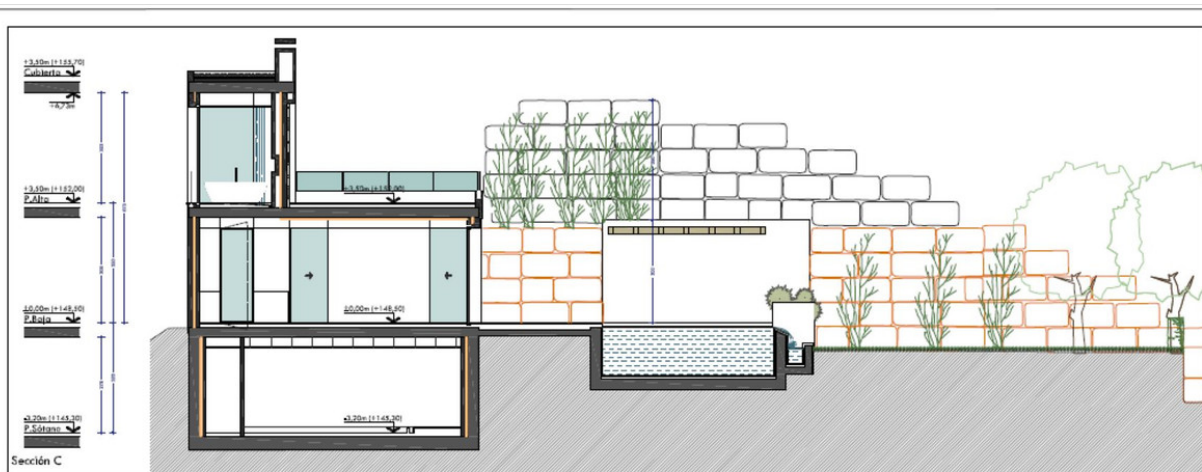 +3,50m (+155,70)
Cubierta
+6,73m
+3,50m (+152,00)
P.Alta
+3,50m (+152,00)
±0,00m (+148,50)
P.Baja
±0,00m (+148,50)
-3,20m (+145,30)
P.Sótano
-3,20m (+145,30)
Sección C